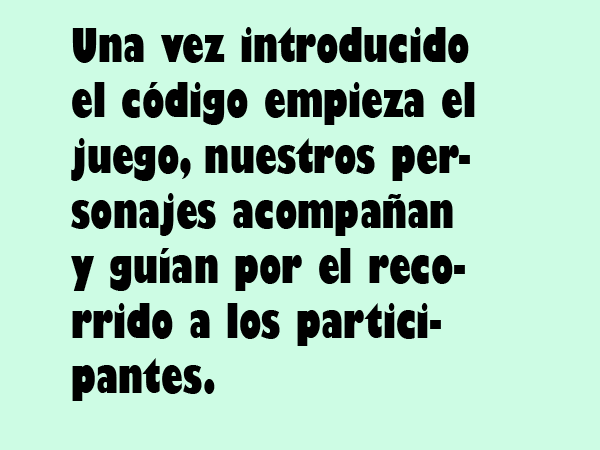 Una vez introducido
el código empieza el
juego, nuestros per-
sonajes acompañan
y guían por el reco-
rrido a los partici-
pantes.